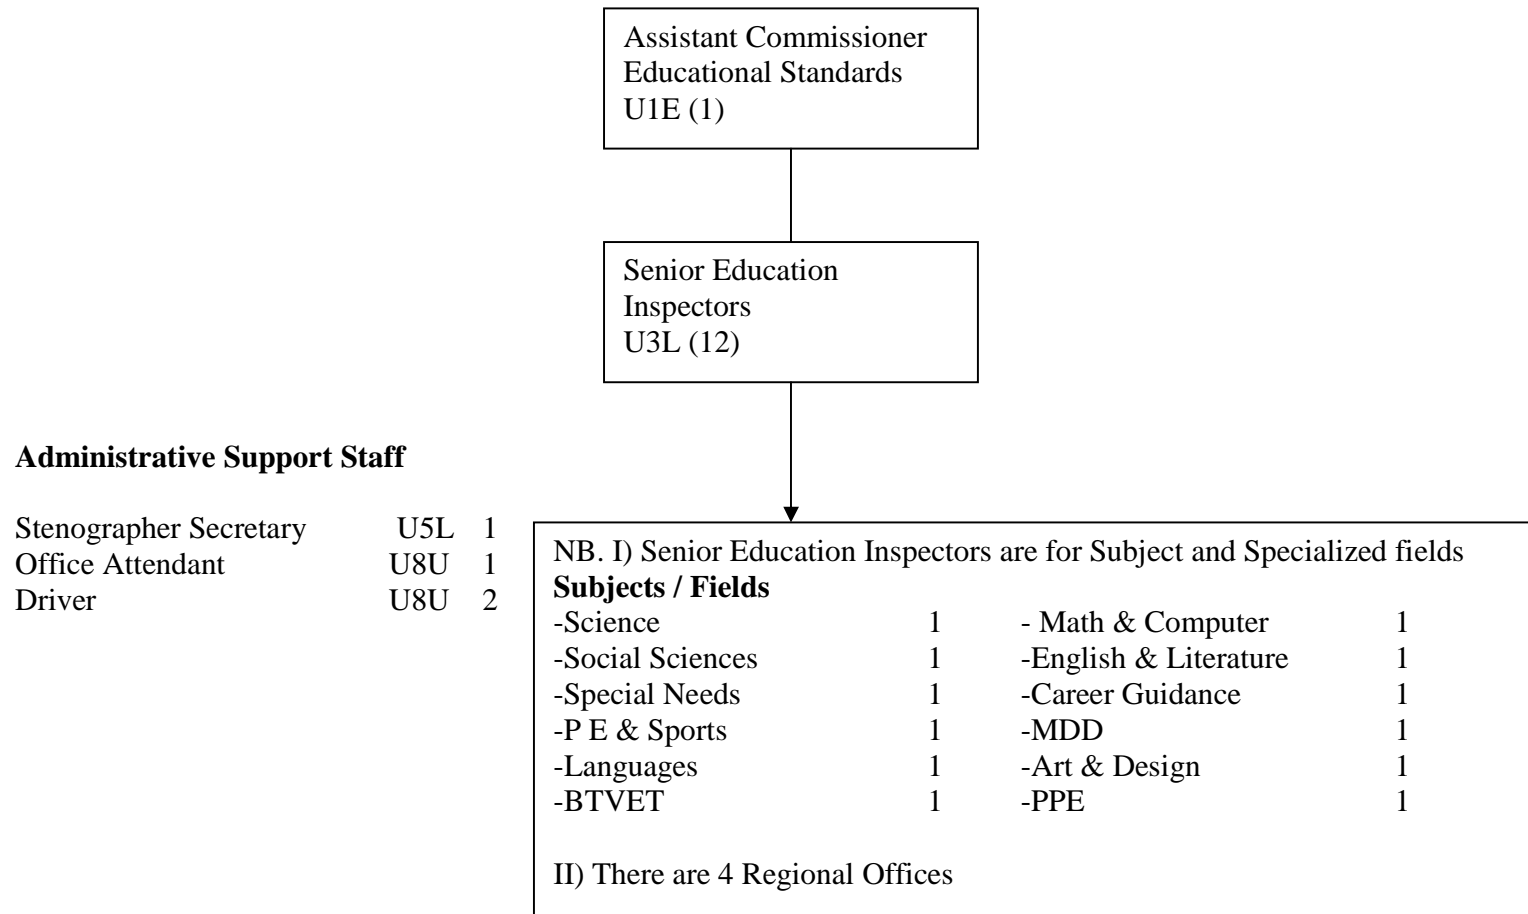 Assistant Commissioner
Educational Standards
U1E (1)
Senior Education
Inspectors
U3L (12)
Administrative Support Staff
Stenographer Secretary U5L 1
Office Attendant U8U 1
Driver U8U 2
NB. I) Senior Education Inspectors are for Subject and Specialized fields
Subjects / Fields
-Science 1 - Math & Computer 1
-Social Sciences 1 -English & Literature 1
-Special Needs 1 -Career Guidance 1
-P E & Sports 1 -MDD 1
-Languages 1 -Art & Design 1
-BTVET 1 -PPE 1
II) There are 4 Regional Offices